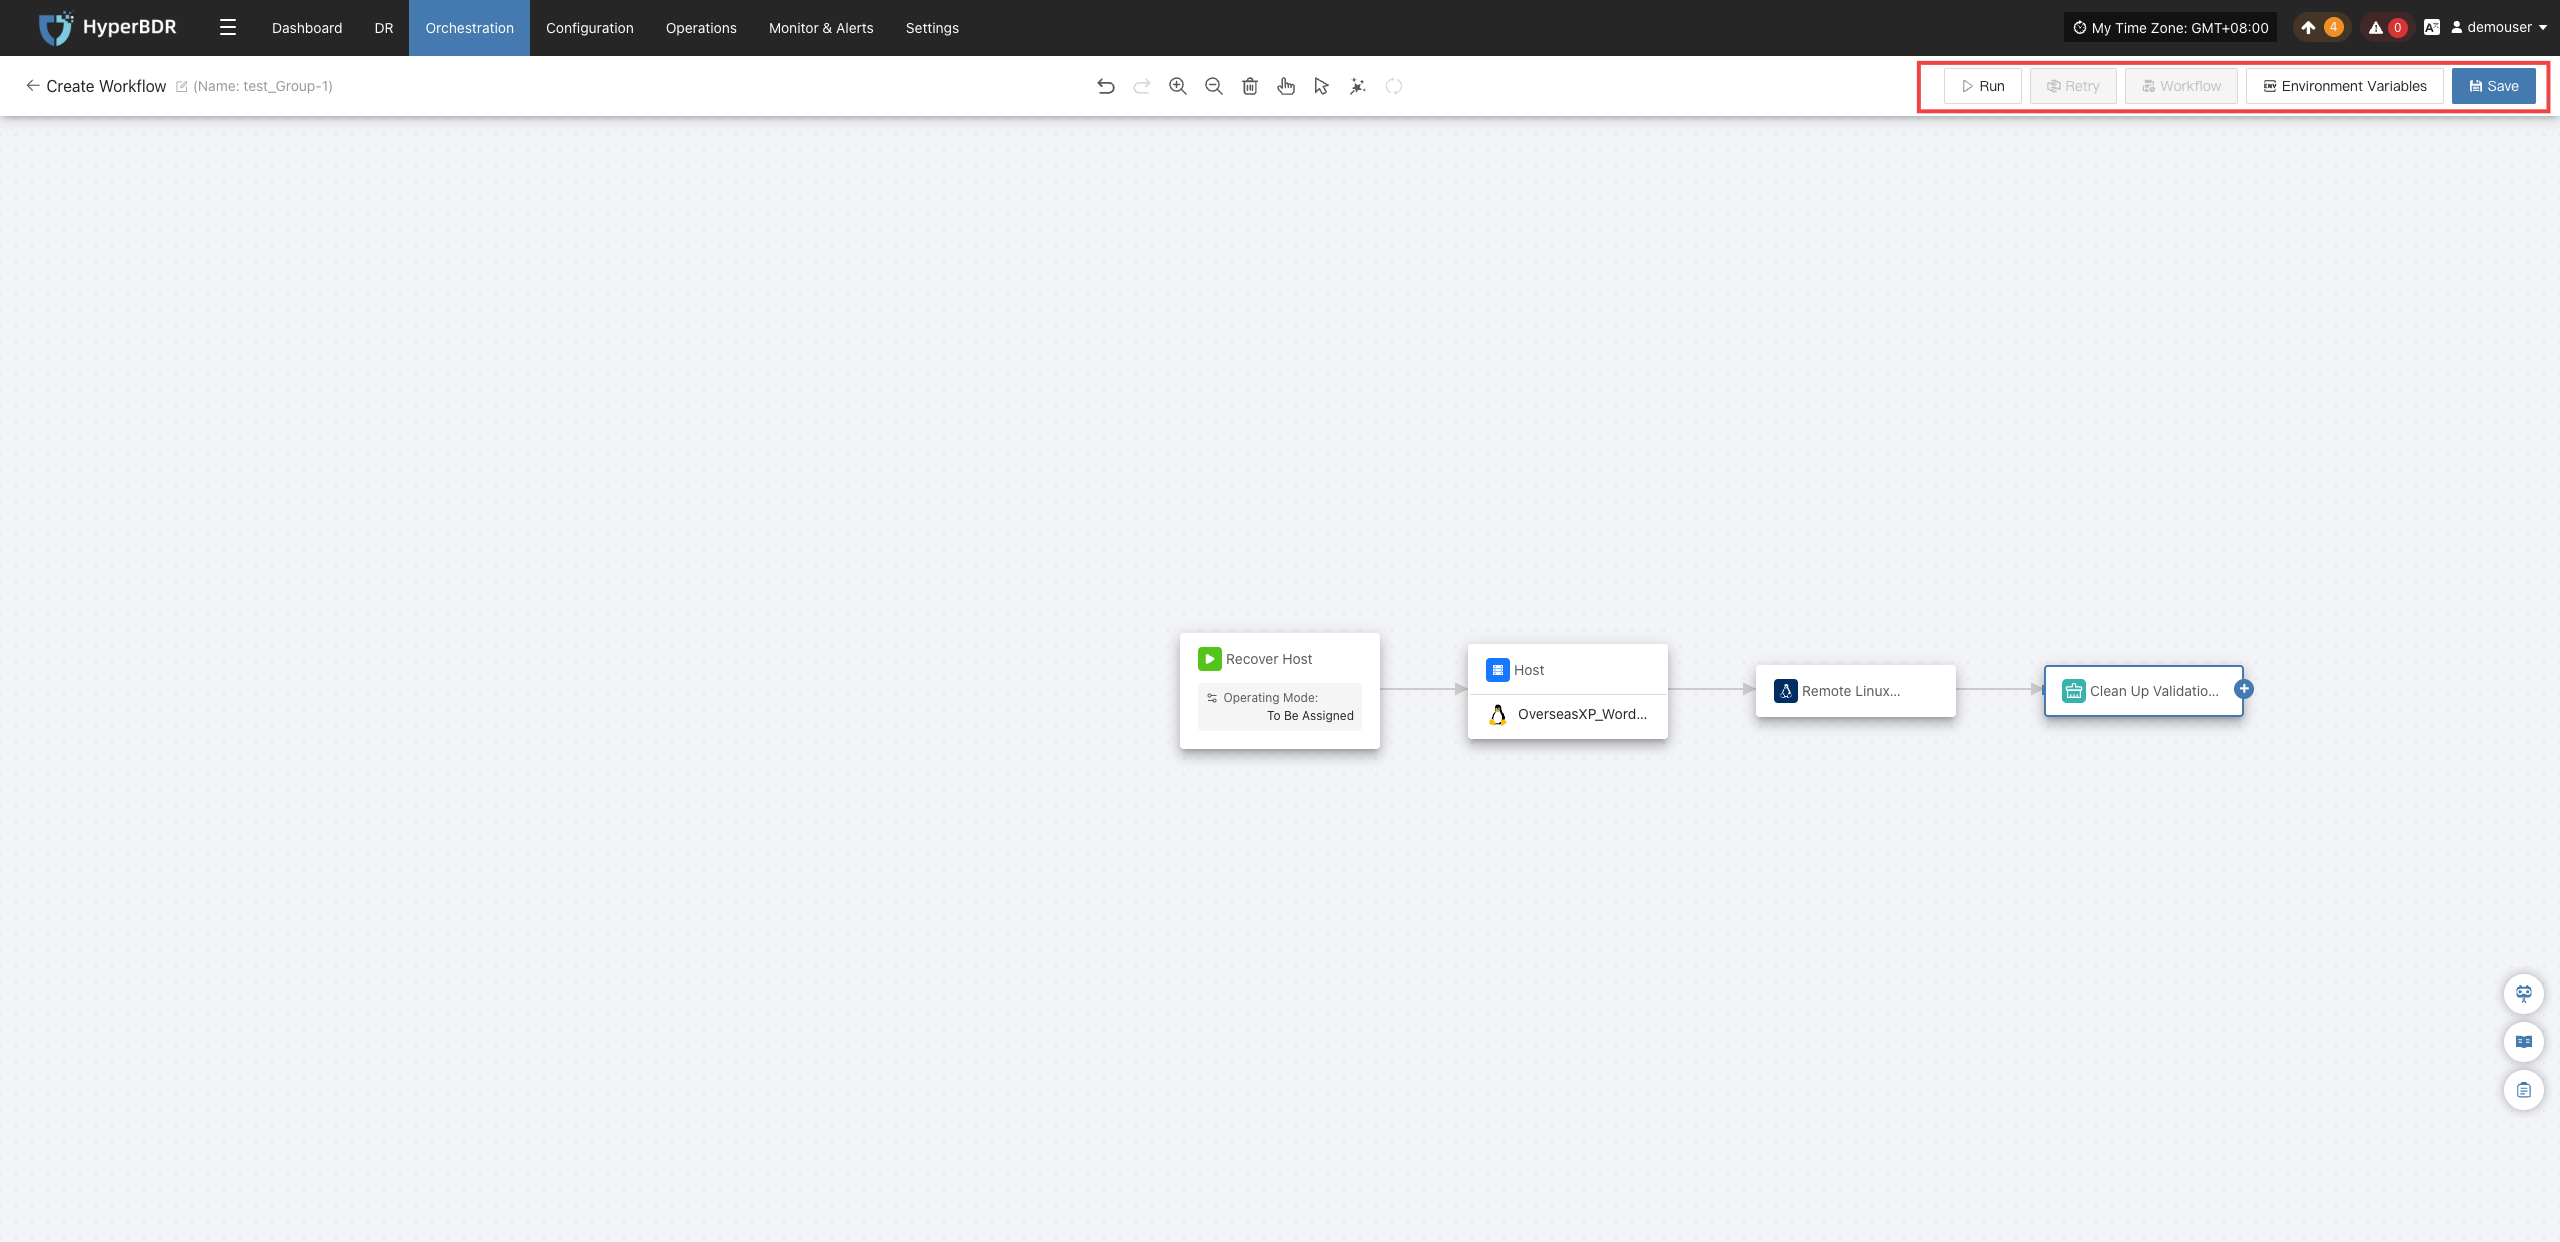 HyperBDR
Dashboard
DR
Orchestration
Configuration
Operations
Monitor & Alerts
Settings
My Time Zone: GMT+08:00
4
0
demouser
Create Workflow
(Name: test_Group-1)
Run
Retry
Workflow
Environment Variables
Save
Recover Host
Operating Mode:
To Be Assigned
Host
OverseasXP_Word...
Remote Linux...
Clean Up Validatio...